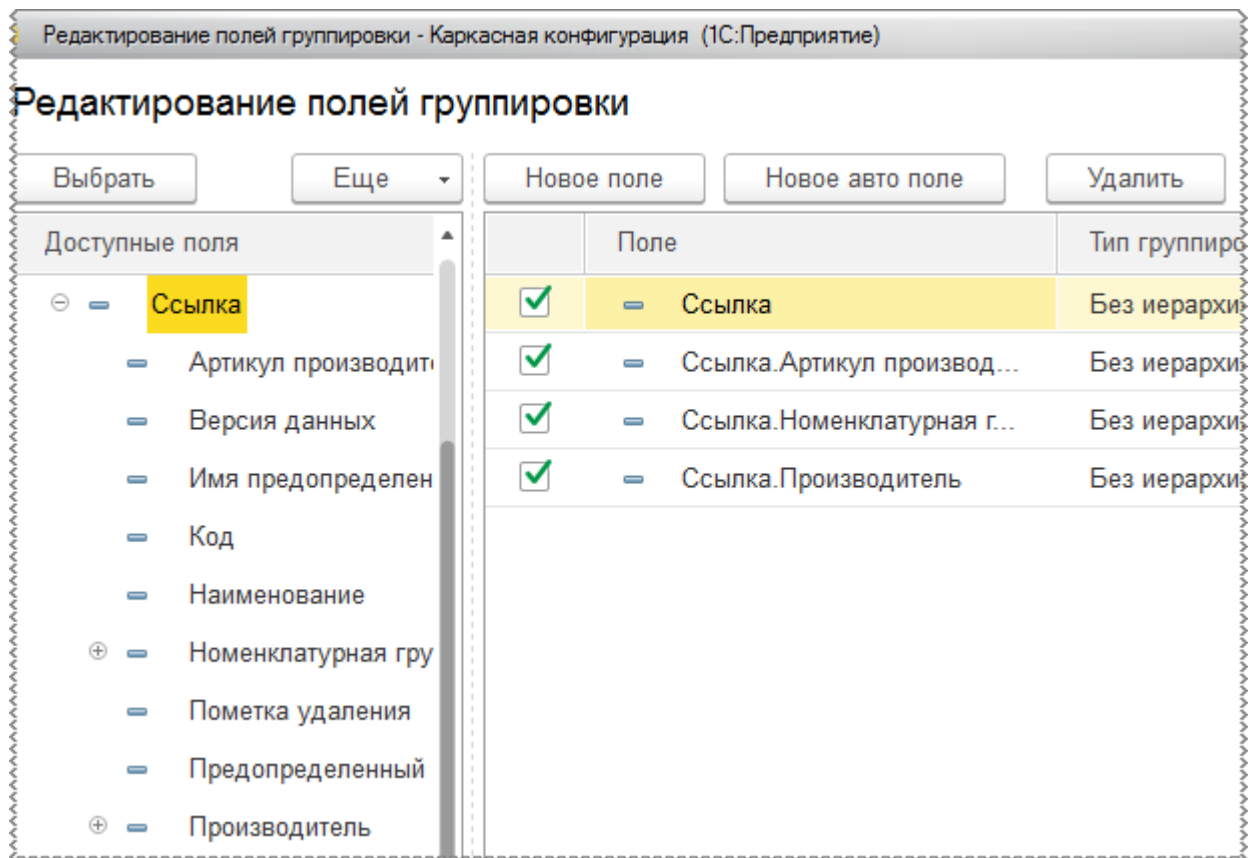 Редактирование полей группировки - Каркасная конфигурация (1С:Предприятие)
Редактирование полей группировки
Выбрать Еще Новое поле Новое авто поле Удалить
Доступные поля Поле Тип группиро
Ссылка Ссылка Без иерархи
Артикул производит Ссылка.Артикул производ... Без иерархи
Версия данных Ссылка.Номенклатурная г... Без иерархи
Имя предопределен Ссылка.Производитель Без иерархи
Код
Наименование
Номенклатурная гру
Пометка удаления
Предопределенный
Производитель